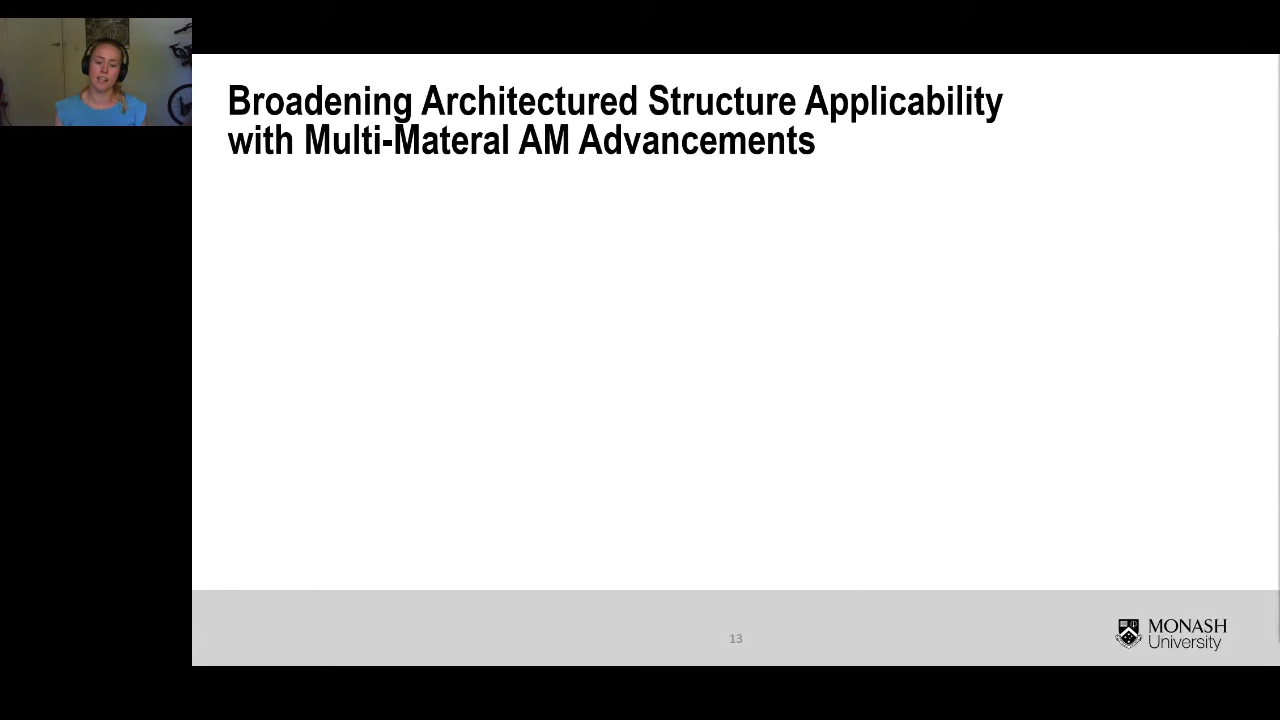 Broadening Architectured Structure Applicability
with Multi-Materal AM Advancements
13
MONASH
University